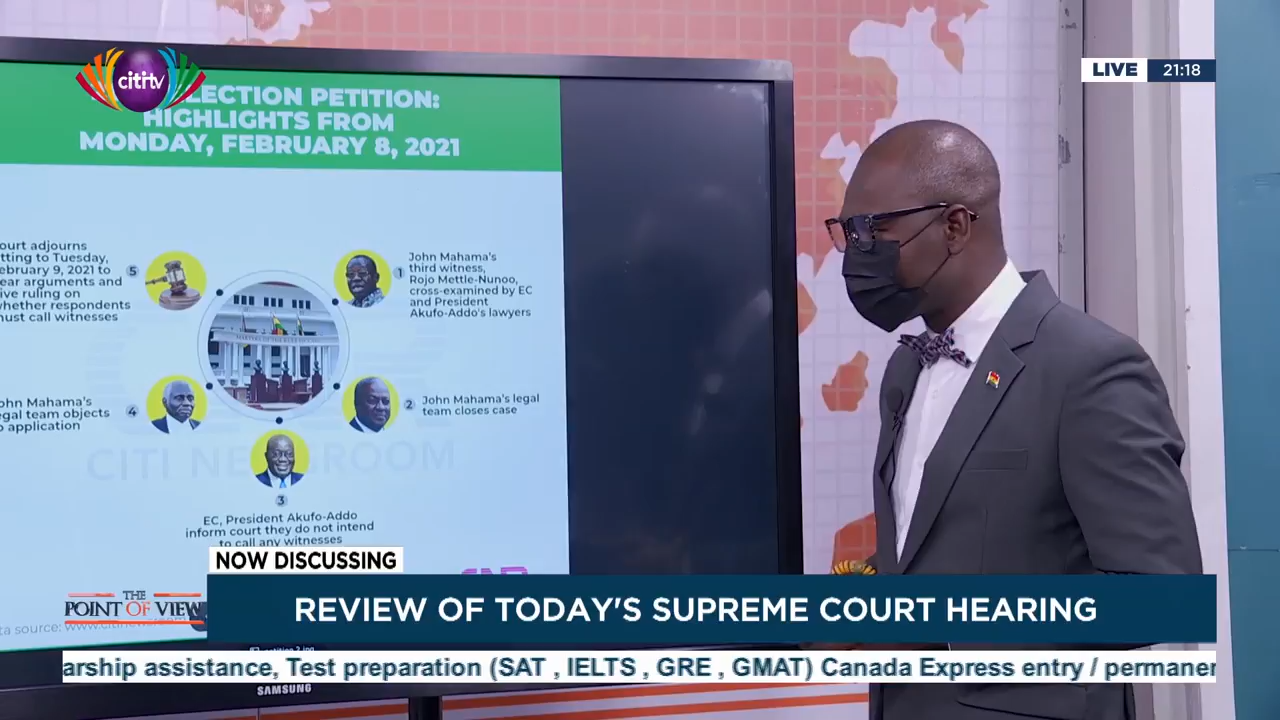 cititv
LIVE 21:18
ELECTION PETITION:
HIGHLIGHTS FROM
MONDAY, FEBRUARY 8, 2021
1
John Mahama's
third witness,
Rojo Mettle-Nunoo,
cross-examined by EC
and President
Akufo-Addo's lawyers
2
John Mahama's legal
team closes case
3
EC, President Akufo-Addo
inform court they do not intend
to call any witnesses
4
ohn Mahama's
egal team objects
o application
5
ourt adjourns
tting to Tuesday,
ebruary 9, 2021 to
ear arguments and
ive ruling on
whether respondents
must call witnesses
CITI NEWSROOM
NOW DISCUSSING
THE
POINT OF VIEW
REVIEW OF TODAY'S SUPREME COURT HEARING
ta source:
arship assistance, Test preparation (SAT , IELTS , GRE , GMAT) Canada Express entry / permaner
SAMSUNG